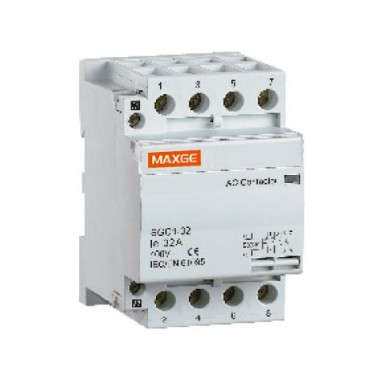 1 3 5 7
MAXGE
AC Contactor
SGC1-32
Ie 32A
400V CE
IEC/EN 61095
2 4 6 8